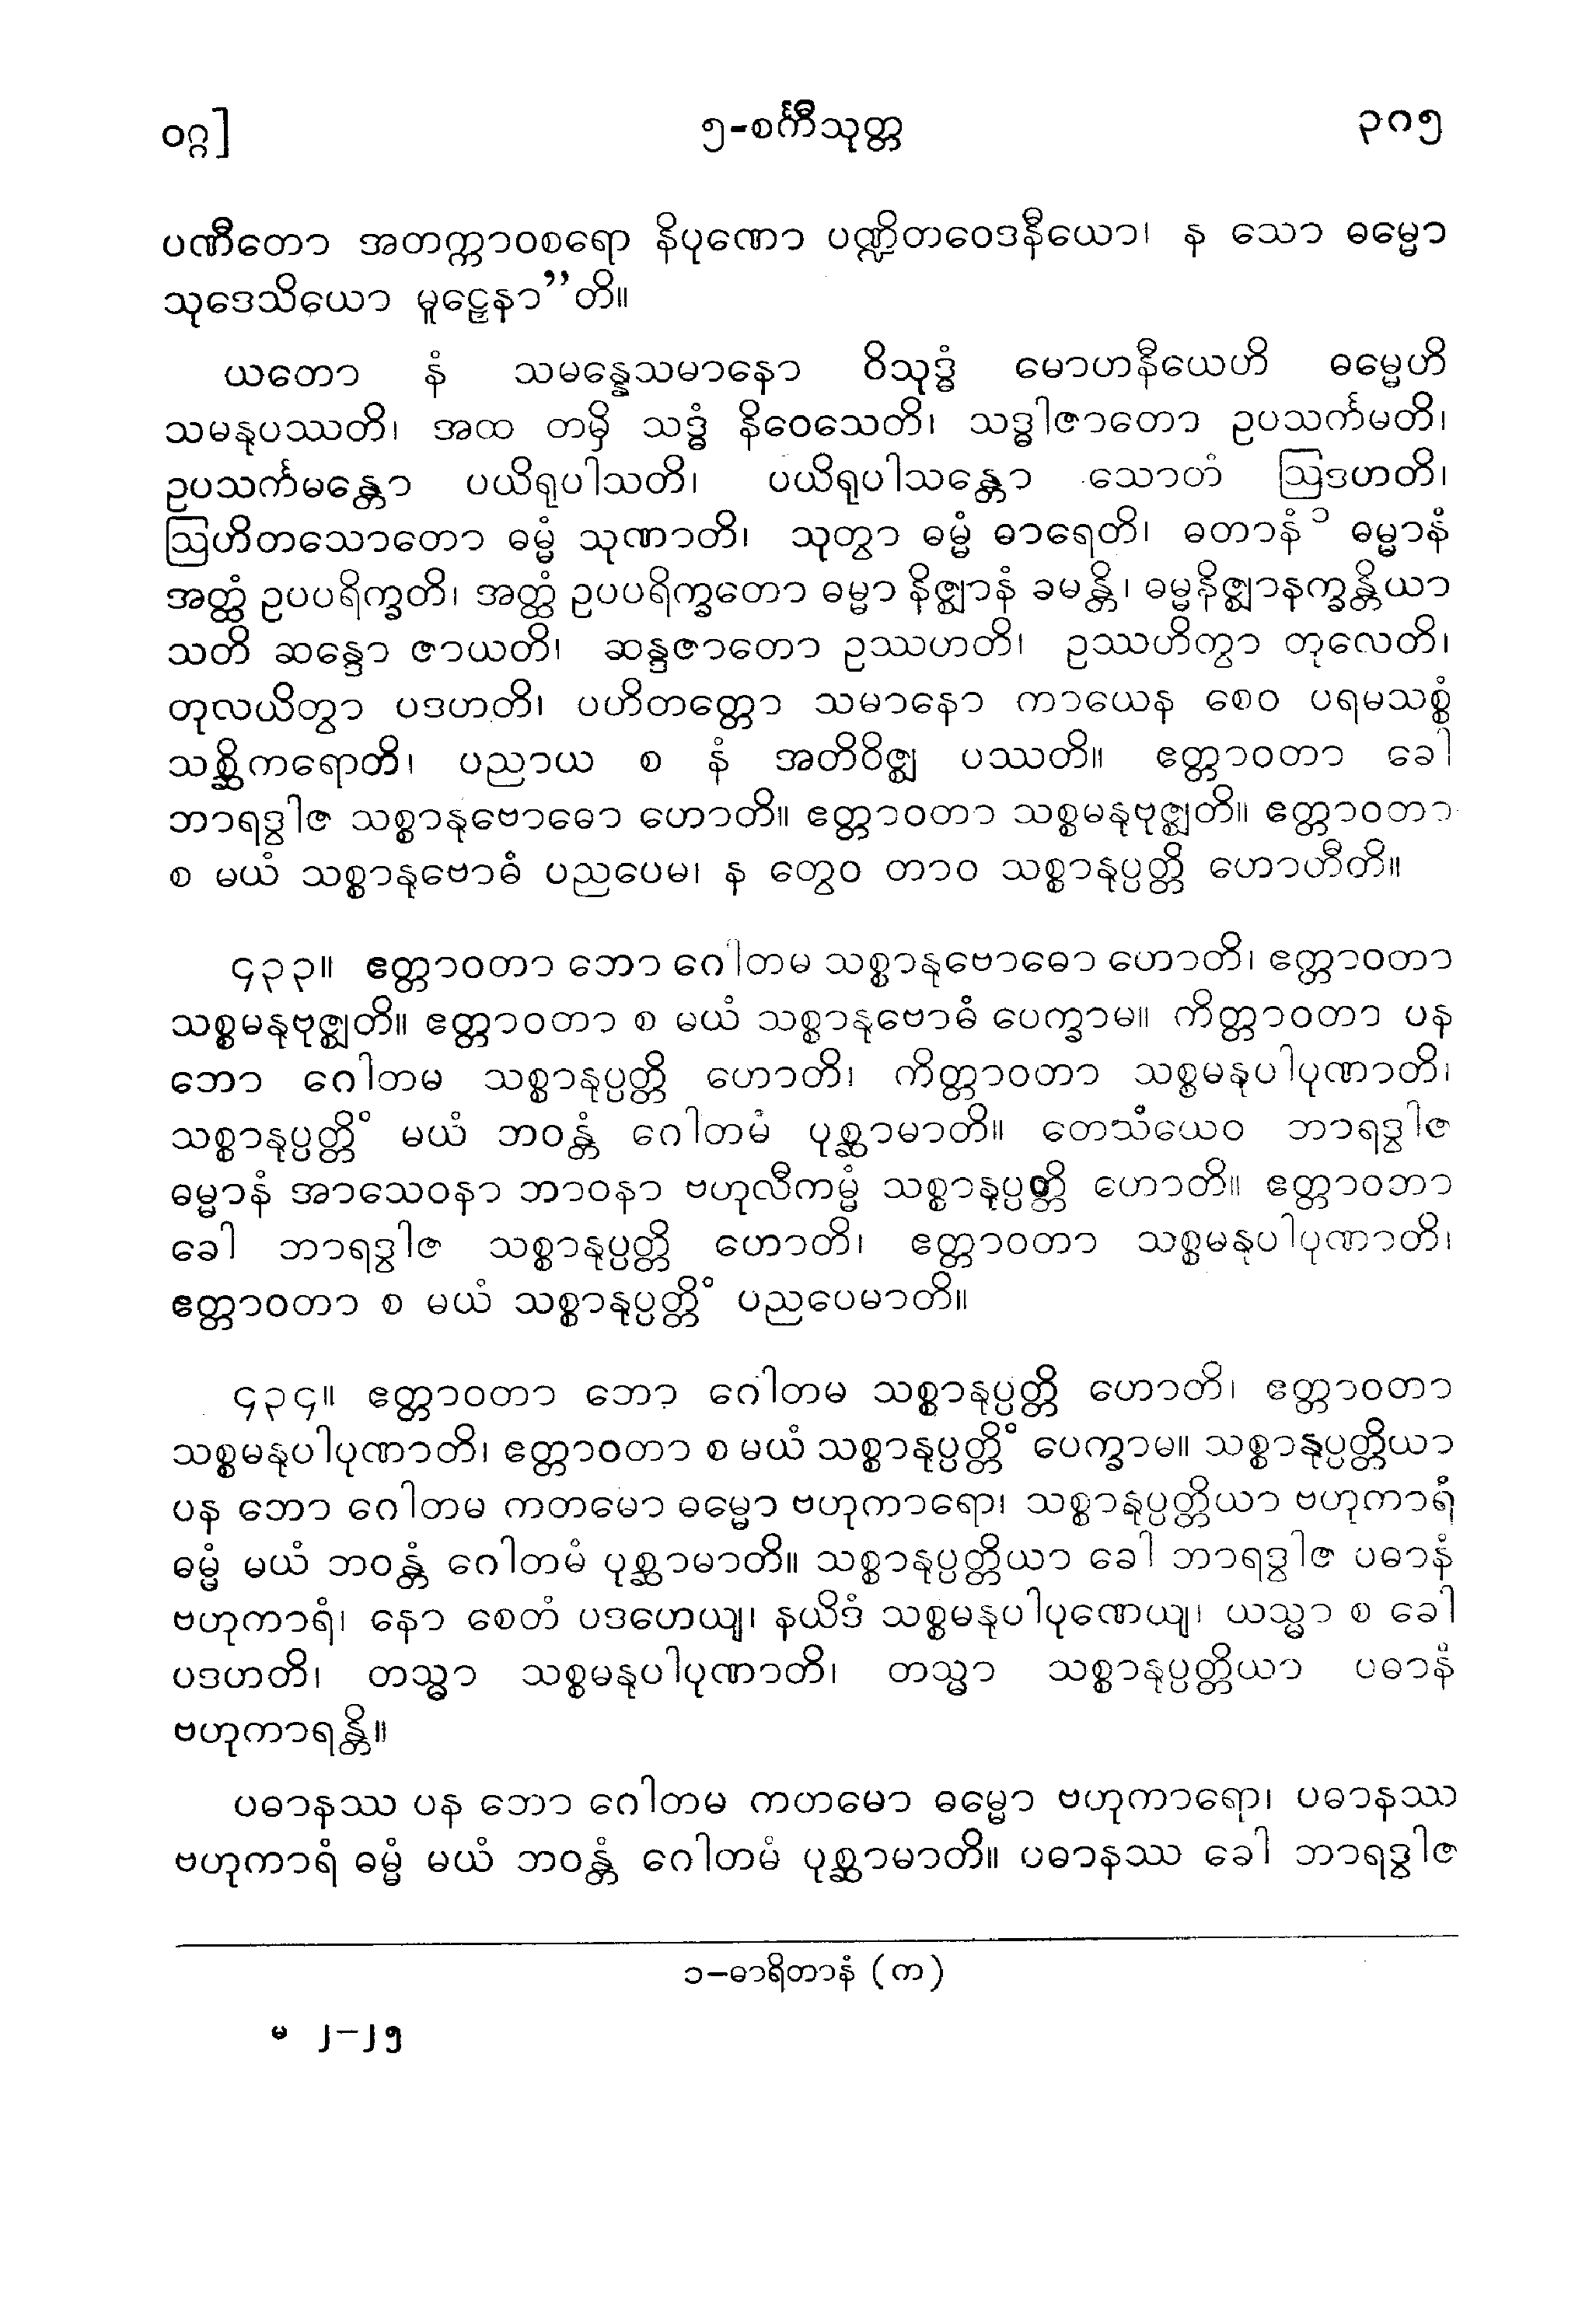 ဝဂ္ဂ]
၅-စင်္ကီသုတ္တ
၃၈၅
ပဏီတော အတက္ကာဝစရော နိပုဏော ပဏ္ဍိတဝေဒနီယော၊ န သော ဓမ္မော
သုဒေသိယော မူဠှေနာ”တိ။
ယတော နံ သမန္နေသမာနော ဝိသုဒ္ဓံ မောဟနီယေဟိ ဓမ္မေဟိ
သမနုပဿတိ၊ အထ တမှိ သဒ္ဓံ နိဝေသေတိ၊ သဒ္ဓါဇာတော ဥပသင်္ကမတိ၊
ဥပသင်္ကမန္တော ပယိရုပါသတိ၊ ပယိရုပါသန္တော သောတံ ဩဒဟတိ၊
ဩဟိတသောတော ဓမ္မံ သုဏာတိ၊ သုတွာ ဓမ္မံ ဓာရေတိ၊ ဓတာနံ ၁ ဓမ္မာနံ
အတ္ထံ ဥပပရိက္ခတိ၊ အတ္ထံ ဥပပရိက္ခတော ဓမ္မာ နိဇ္ဈာနံ ခမန္တိ၊ ဓမ္မနိဇ္ဈာနက္ခန္တိယာ
သတိ ဆန္ဒော ဇာယတိ၊ ဆန္ဒဇာတော ဥဿဟတိ၊ ဥဿဟိတွာ တုလေတိ၊
တုလယိတွာ ပဒဟတိ၊ ပဟိတတ္တော သမာနော ကာယေန စေဝ ပရမသစ္စံ
သစ္ဆိကရောတိ၊ ပညာယ စ နံ အတိဝိဇ္ဈ ပဿတိ။ ဧတ္တာဝတာ ခေါ
ဘာရဒွါဇ သစ္စာနုဗောဓော ဟောတိ။ ဧတ္တာဝတာ သစ္စမနုဗုဇ္ဈတိ။ ဧတ္တာဝတာ
စ မယံ သစ္စာနုဗောဓံ ပညပေမ၊ န တွေဝ တာဝ သစ္စာနုပ္ပတ္တိ ဟောဟီတိ။
၄၃၃။ ဧတ္တာဝတာ ဘော ဂေါတမ သစ္စာနုဗောဓော ဟောတိ၊ ဧတ္တာဝတာ
သစ္စမနုဗုဇ္ဈတိ။ ဧတ္တာဝတာ စ မယံ သစ္စာနုဗောဓံ ပေက္ခာမ။ ကိတ္တာဝတာ ပန
ဘော ဂေါတမ သစ္စာနုပ္ပတ္တိ ဟောတိ၊ ကိတ္တာဝတာ သစ္စမနုပါပုဏာတိ၊
သစ္စာနုပ္ပတ္တိံ မယံ ဘဝန္တံ ဂေါတမံ ပုစ္ဆာမာတိ။ တေသံယေဝ ဘာရဒွါဇ
ဓမ္မာနံ အာသေဝနာ ဘာဝနာ ဗဟုလီကမ္မံ သစ္စာနုပ္ပတ္တိ ဟောတိ။ ဧတ္တာဝဘာ
ခေါ ဘာရဒွါဇ သစ္စာနုပ္ပတ္တိ ဟောတိ၊ ဧတ္တာဝတာ သစ္စမနုပါပုဏာတိ၊
ဧတ္တာဝတာ စ မယံ သစ္စာနုပ္ပတ္တိံ ပညပေမာတိ။
၄၃၄။ ဧတ္တာဝတာ ဘော ဂေါတမ သစ္စာနုပ္ပတ္တိ ဟောတိ၊ ဧတ္တာဝတာ
သစ္စမနုပါပုဏာတိ၊ ဧတ္တာဝတာ စ မယံ သစ္စာနုပ္ပတ္တိံ ပေက္ခာမ။ သစ္စာနုပ္ပတ္တိယာ
ပန ဘော ဂေါတမ ကတမော ဓမ္မော ဗဟုကာရော၊ သစ္စာနုပ္ပတ္တိယာ ဗဟုကာရံ
ဓမ္မံ မယံ ဘဝန္တံ ဂေါတမံ ပုစ္ဆာမာတိ။ သစ္စာနုပ္ပတ္တိယာ ခေါ ဘာရဒွါဇ ပဓာနံ
ဗဟုကာရံ၊ နော စေတံ ပဒဟေယျ၊ နယိဒံ သစ္စမနုပါပုဏေယျ၊ ယသ္မာ စ ခေါ
ပဒဟတိ၊ တသ္မာ သစ္စမနုပါပုဏာတိ၊ တသ္မာ သစ္စာနုပ္ပတ္တိယာ ပဓာနံ
ဗဟုကာရန္တိ။
ပဓာနဿ ပန ဘော ဂေါတမ ကဟမော ဓမ္မော ဗဟုကာရော၊ ပဓာနဿ
ဗဟုကာရံ ဓမ္မံ မယံ ဘဝန္တံ ဂေါတမံ ပုစ္ဆာမာတိ။ ပဓာနဿ ခေါ ဘာရဒွါဇ
၁-ဓာရိတာနံ (က)
မ ၂-၂၅